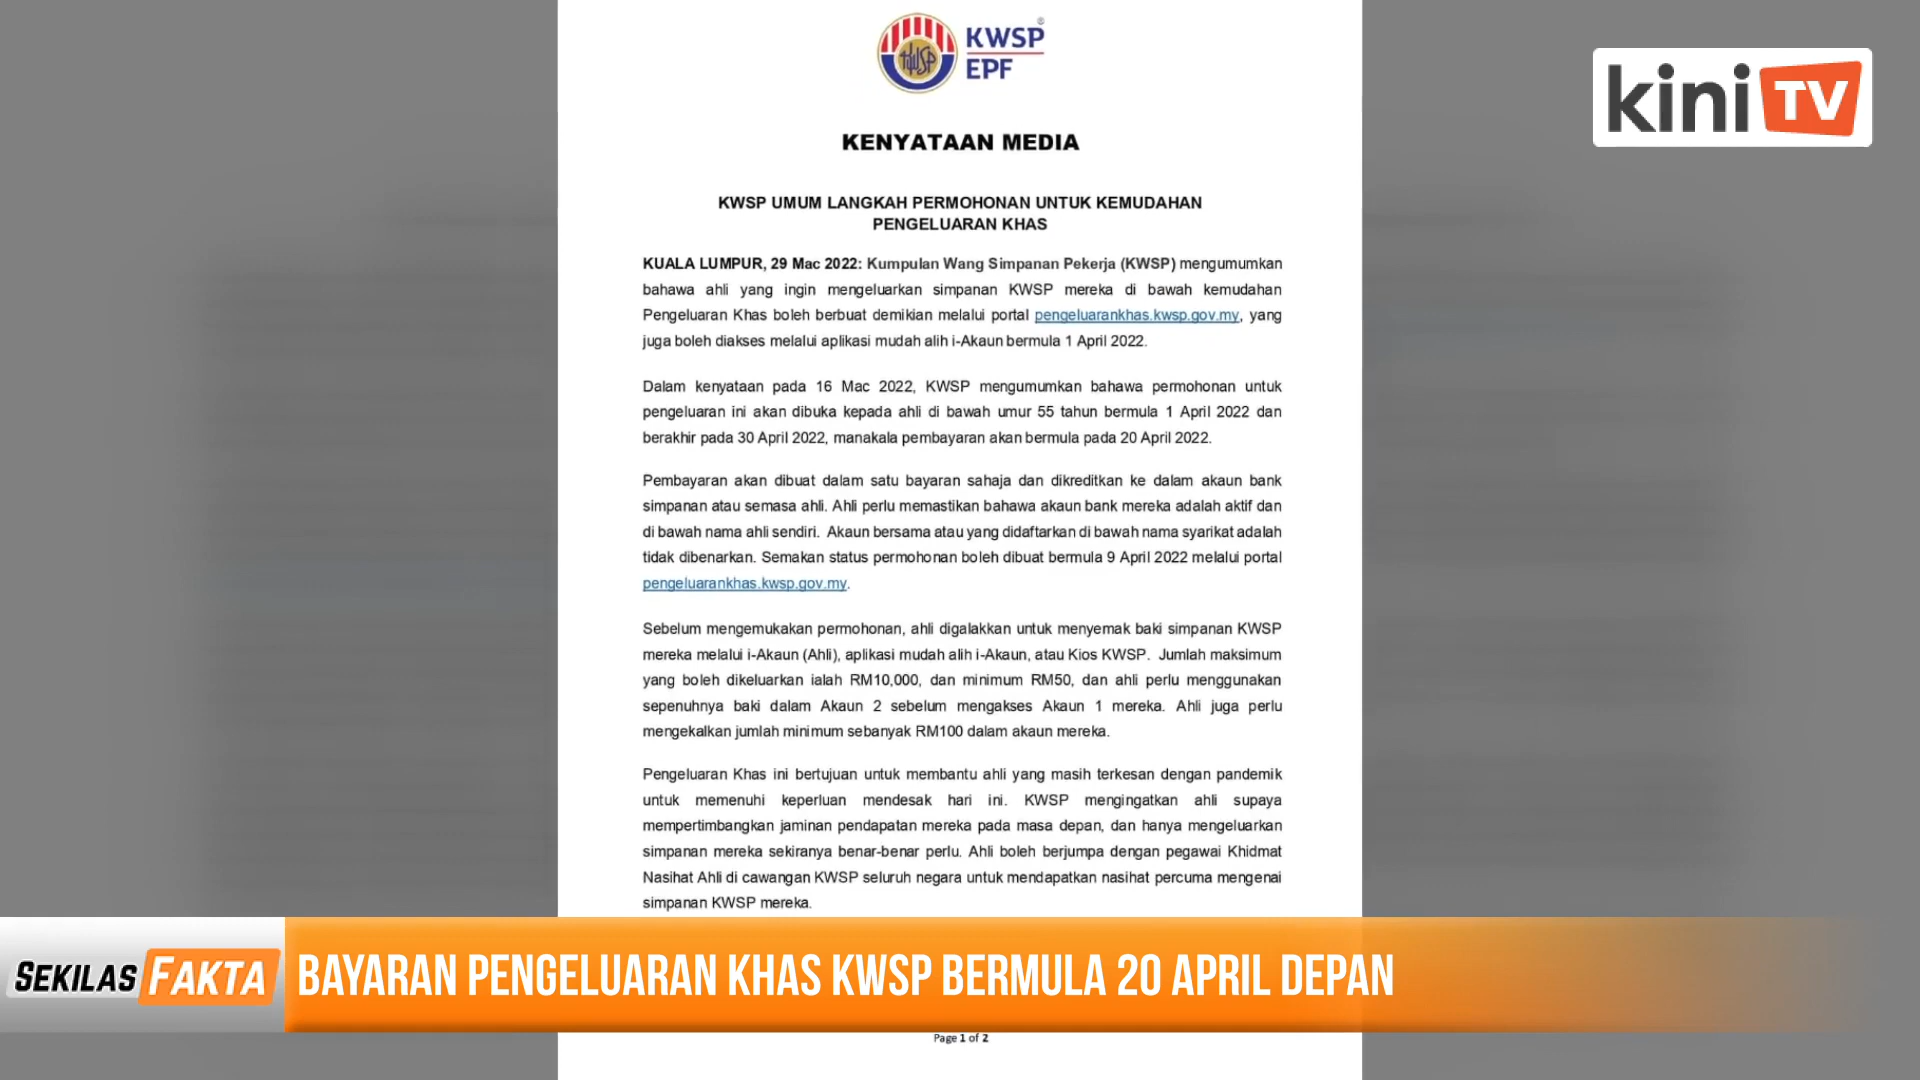 KWSP
EPF
®
kini TV
KENYATAAN MEDIA
KWSP UMUM LANGKAH PERMOHONAN UNTUK KEMUDAHAN
PENGELUARAN KHAS
KUALA LUMPUR, 29 Mac 2022: Kumpulan Wang Simpanan Pekerja (KWSP) mengumumkan
bahawa ahli yang ingin mengeluarkan simpanan KWSP mereka di bawah kemudahan
Pengeluaran Khas boleh berbuat demikian melalui portal pengeluarankhas.kwsp.gov.my, yang
juga boleh diakses melalui aplikasi mudah alih i-Akaun bermula 1 April 2022.
Dalam kenyataan pada 16 Mac 2022, KWSP mengumumkan bahawa permohonan untuk
pengeluaran ini akan dibuka kepada ahli di bawah umur 55 tahun bermula 1 April 2022 dan
berakhir pada 30 April 2022, manakala pembayaran akan bermula pada 20 April 2022.
Pembayaran akan dibuat dalam satu bayaran sahaja dan dikreditkan ke dalam akaun bank
simpanan atau semasa ahli. Ahli perlu memastikan bahawa akaun bank mereka adalah aktif dan
di bawah nama ahli sendiri. Akaun bersama atau yang didaftarkan di bawah nama syarikat adalah
tidak dibenarkan. Semakan status permohonan boleh dibuat bermula 9 April 2022 melalui portal
pengeluarankhas.kwsp.gov.my.
Sebelum mengemukakan permohonan, ahli digalakkan untuk menyemak baki simpanan KWSP
mereka melalui i-Akaun (Ahli), aplikasi mudah alih i-Akaun, atau Kios KWSP. Jumlah maksimum
yang boleh dikeluarkan ialah RM10,000, dan minimum RM50, dan ahli perlu menggunakan
sepenuhnya baki dalam Akaun 2 sebelum mengakses Akaun 1 mereka. Ahli juga perlu
mengekalkan jumlah minimum sebanyak RM100 dalam akaun mereka.
Pengeluaran Khas ini bertujuan untuk membantu ahli yang masih terkesan dengan pandemik
untuk memenuhi keperluan mendesak hari ini. KWSP mengingatkan ahli supaya
mempertimbangkan jaminan pendapatan mereka pada masa depan, dan hanya mengeluarkan
simpanan mereka sekiranya benar-benar perlu. Ahli boleh berjumpa dengan pegawai Khidmat
Nasihat Ahli di cawangan KWSP seluruh negara untuk mendapatkan nasihat percuma mengenai
simpanan KWSP mereka.
SEKILAS FAKTA
BAYARAN PENGELUARAN KHAS KWSP BERMULA 20 APRIL DEPAN
Page 1 of 2